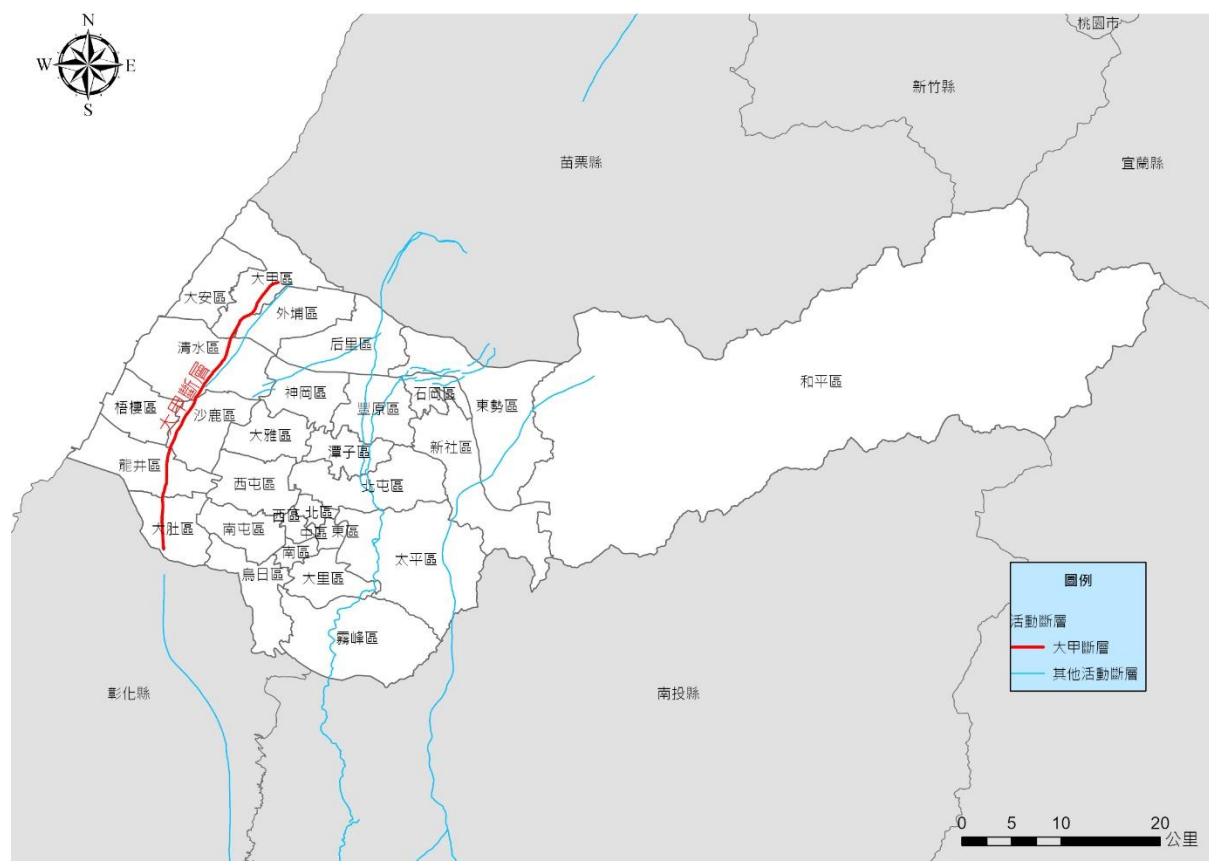 N
W
E
S
桃園市
新竹縣
苗栗縣
宜蘭縣
大甲區
大安區
外埔區
清水區
后里區
和平區
大甲斷層
梧棲區
沙鹿區
神岡區
豐原區
石岡區
東勢區
大雅區
潭子區
新社區
龍井區
西屯區
北屯區
大肚區
南屯區
西區
北區
中區
東區
南區
烏日區
大里區
太平區
霧峰區
彰化縣
南投縣
圖例
活動斷層
大甲斷層
其他活動斷層
0 5 10 20
公里